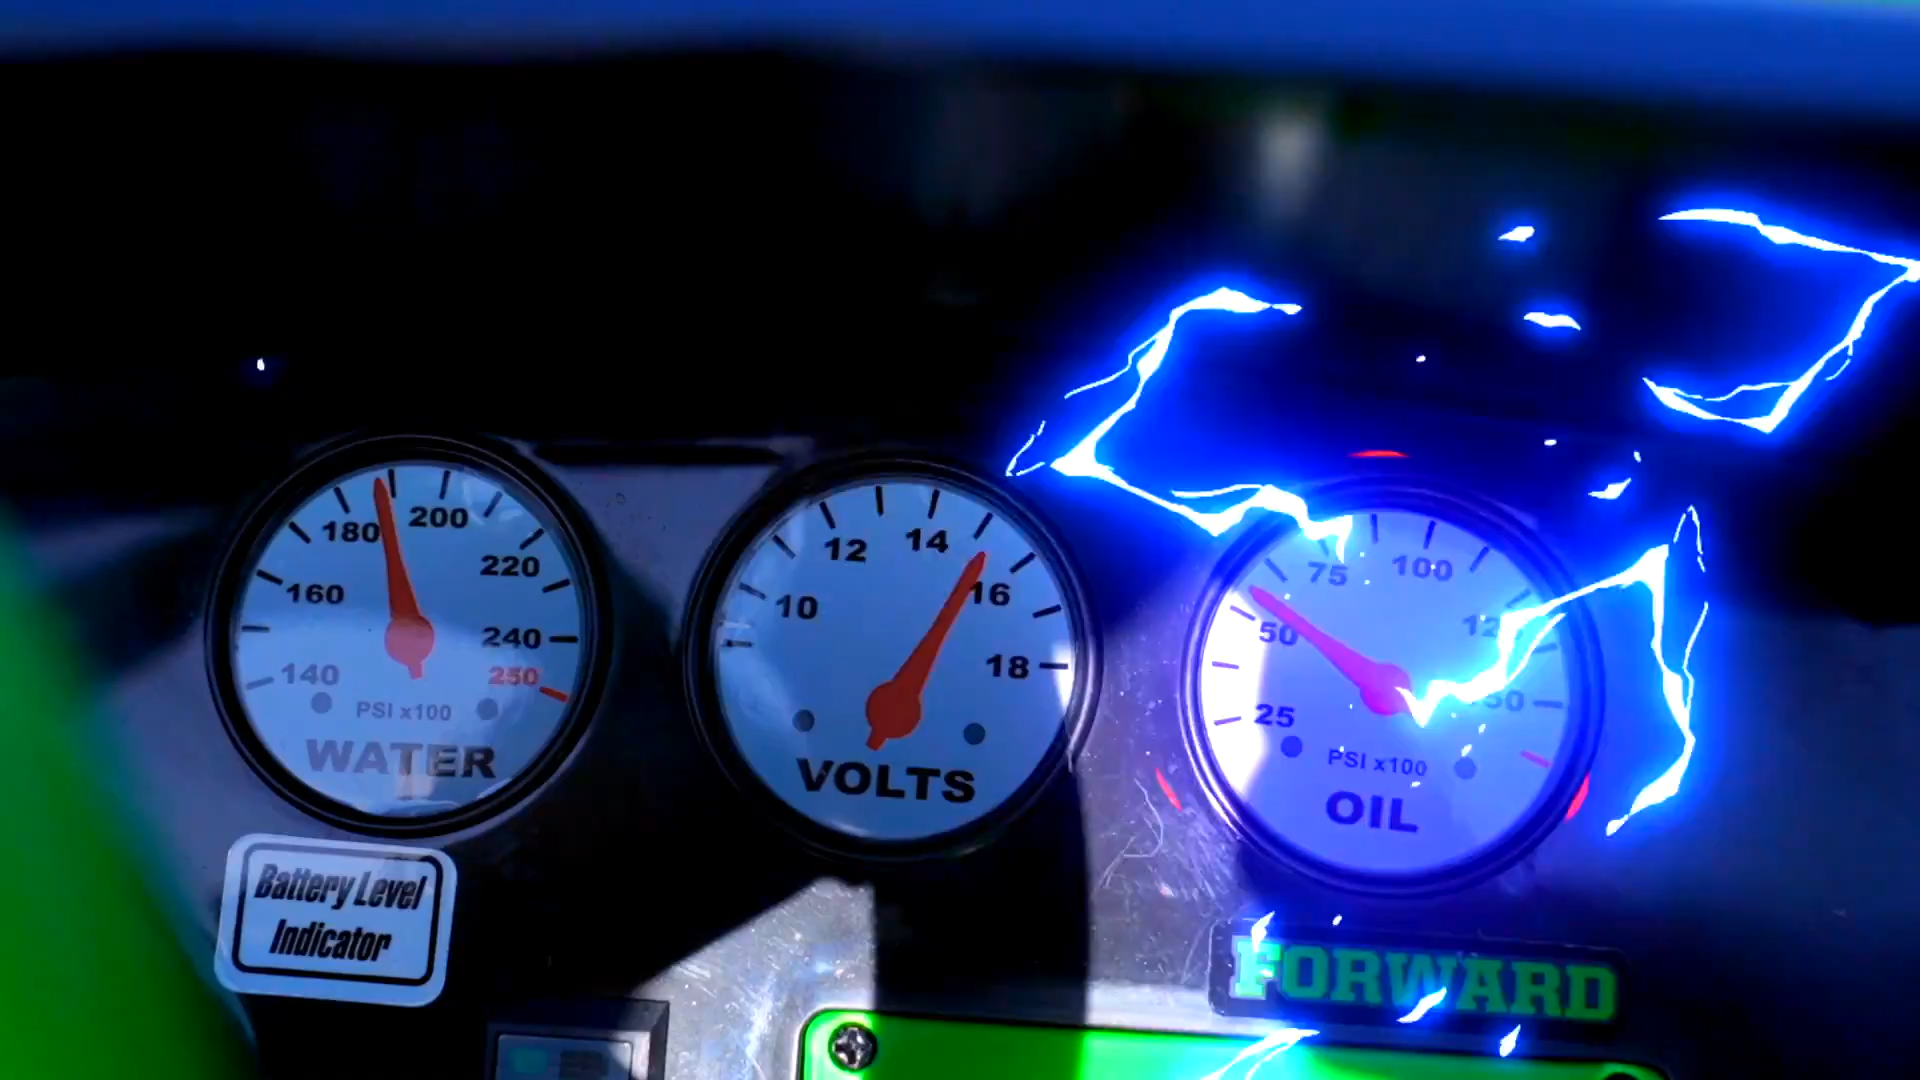 180
200
160
220
240
140
250
PSI x100
WATER
12
14
10
16
18
VOLTS
75
100
50
25
PSI x100
OIL
Battery Level
Indicator
FORWARD